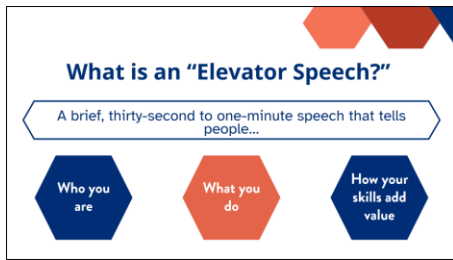 What is an “Elevator Speech?”
A brief, thirty-second to one-minute speech that tells
people...
Who you
are
What you
do
How your
skills add
value